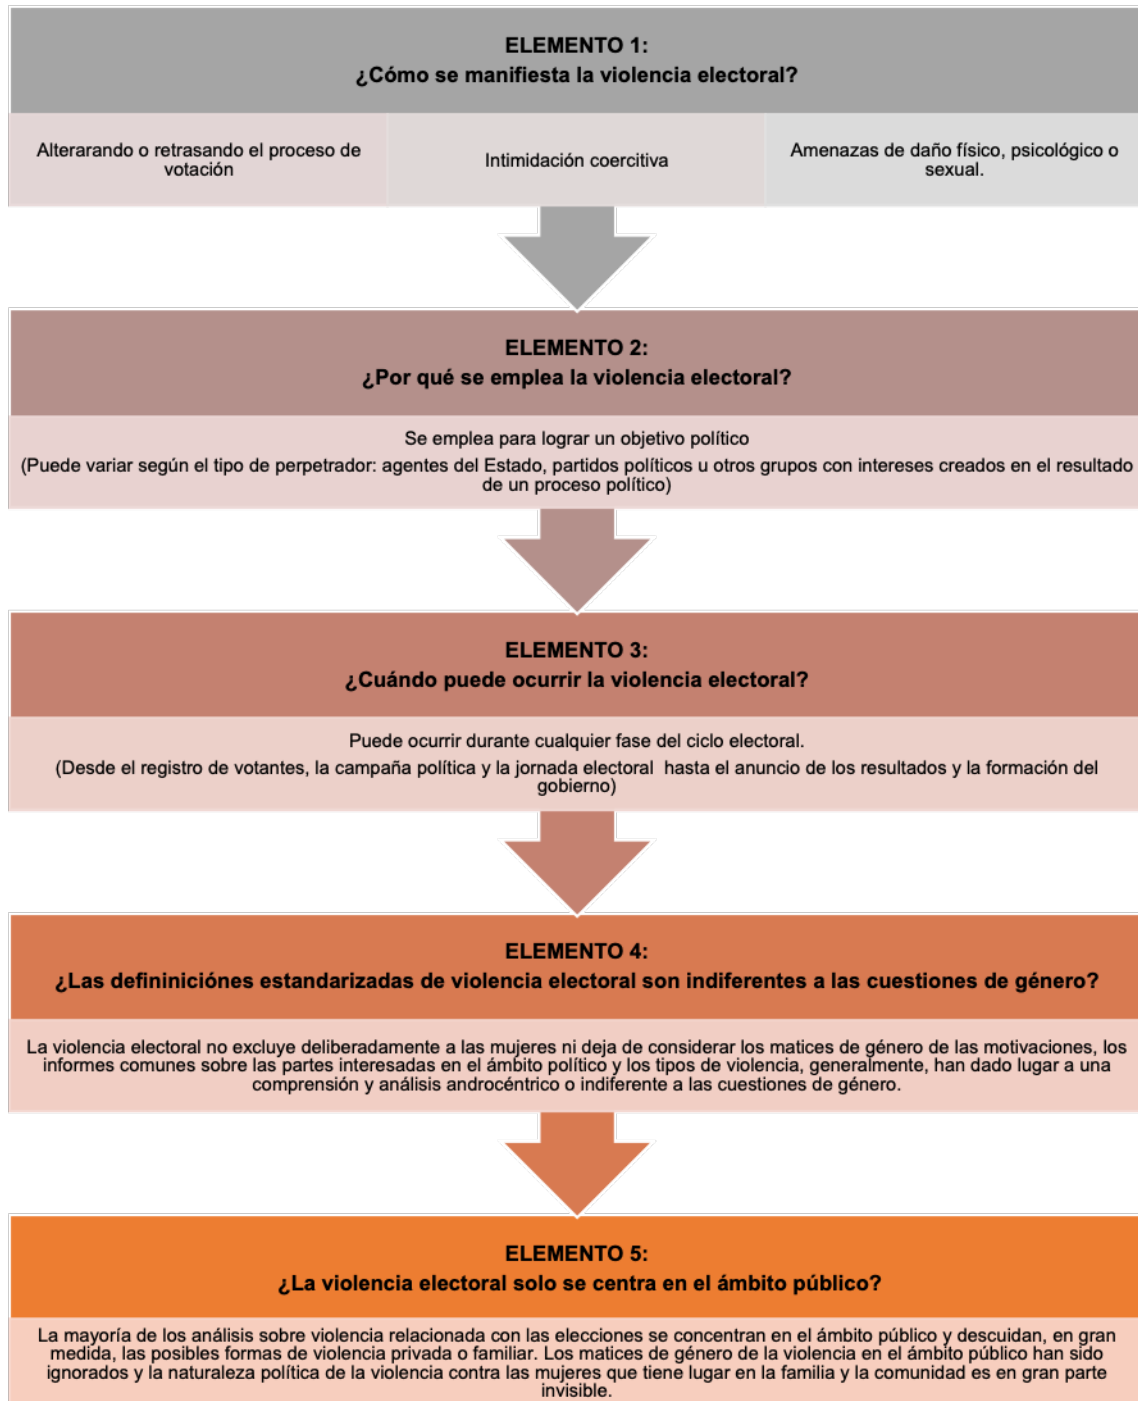 ELEMENTO 1:
¿Cómo se manifiesta la violencia electoral?
Alterarando o retrasando el proceso de
votación
Intimidación coercitiva
Amenazas de daño físico, psicológico o
sexual.
ELEMENTO 2:
¿Por qué se emplea la violencia electoral?
Se emplea para lograr un objetivo político
(Puede variar según el tipo de perpetrador: agentes del Estado, partidos políticos u otros grupos con intereses creados en el resultado
de un proceso político)
ELEMENTO 3:
¿Cuándo puede ocurrir la violencia electoral?
Puede ocurrir durante cualquier fase del ciclo electoral.
(Desde el registro de votantes, la campaña política y la jornada electoral hasta el anuncio de los resultados y la formación del
gobierno)
ELEMENTO 4:
¿Las defininiciónes estandarizadas de violencia electoral son indiferentes a las cuestiones de género?
La violencia electoral no excluye deliberadamente a las mujeres ni deja de considerar los matices de género de las motivaciones, los
informes comunes sobre las partes interesadas en el ámbito político y los tipos de violencia, generalmente, han dado lugar a una
comprensión y análisis androcéntrico o indiferente a las cuestiones de género.
ELEMENTO 5:
¿La violencia electoral solo se centra en el ámbito público?
La mayoría de los análisis sobre violencia relacionada con las elecciones se concentran en el ámbito público y descuidan, en gran
medida, las posibles formas de violencia privada o familiar. Los matices de género de la violencia en el ámbito público han sido
ignorados y la naturaleza política de la violencia contra las mujeres que tiene lugar en la familia y la comunidad es en gran parte
invisible.